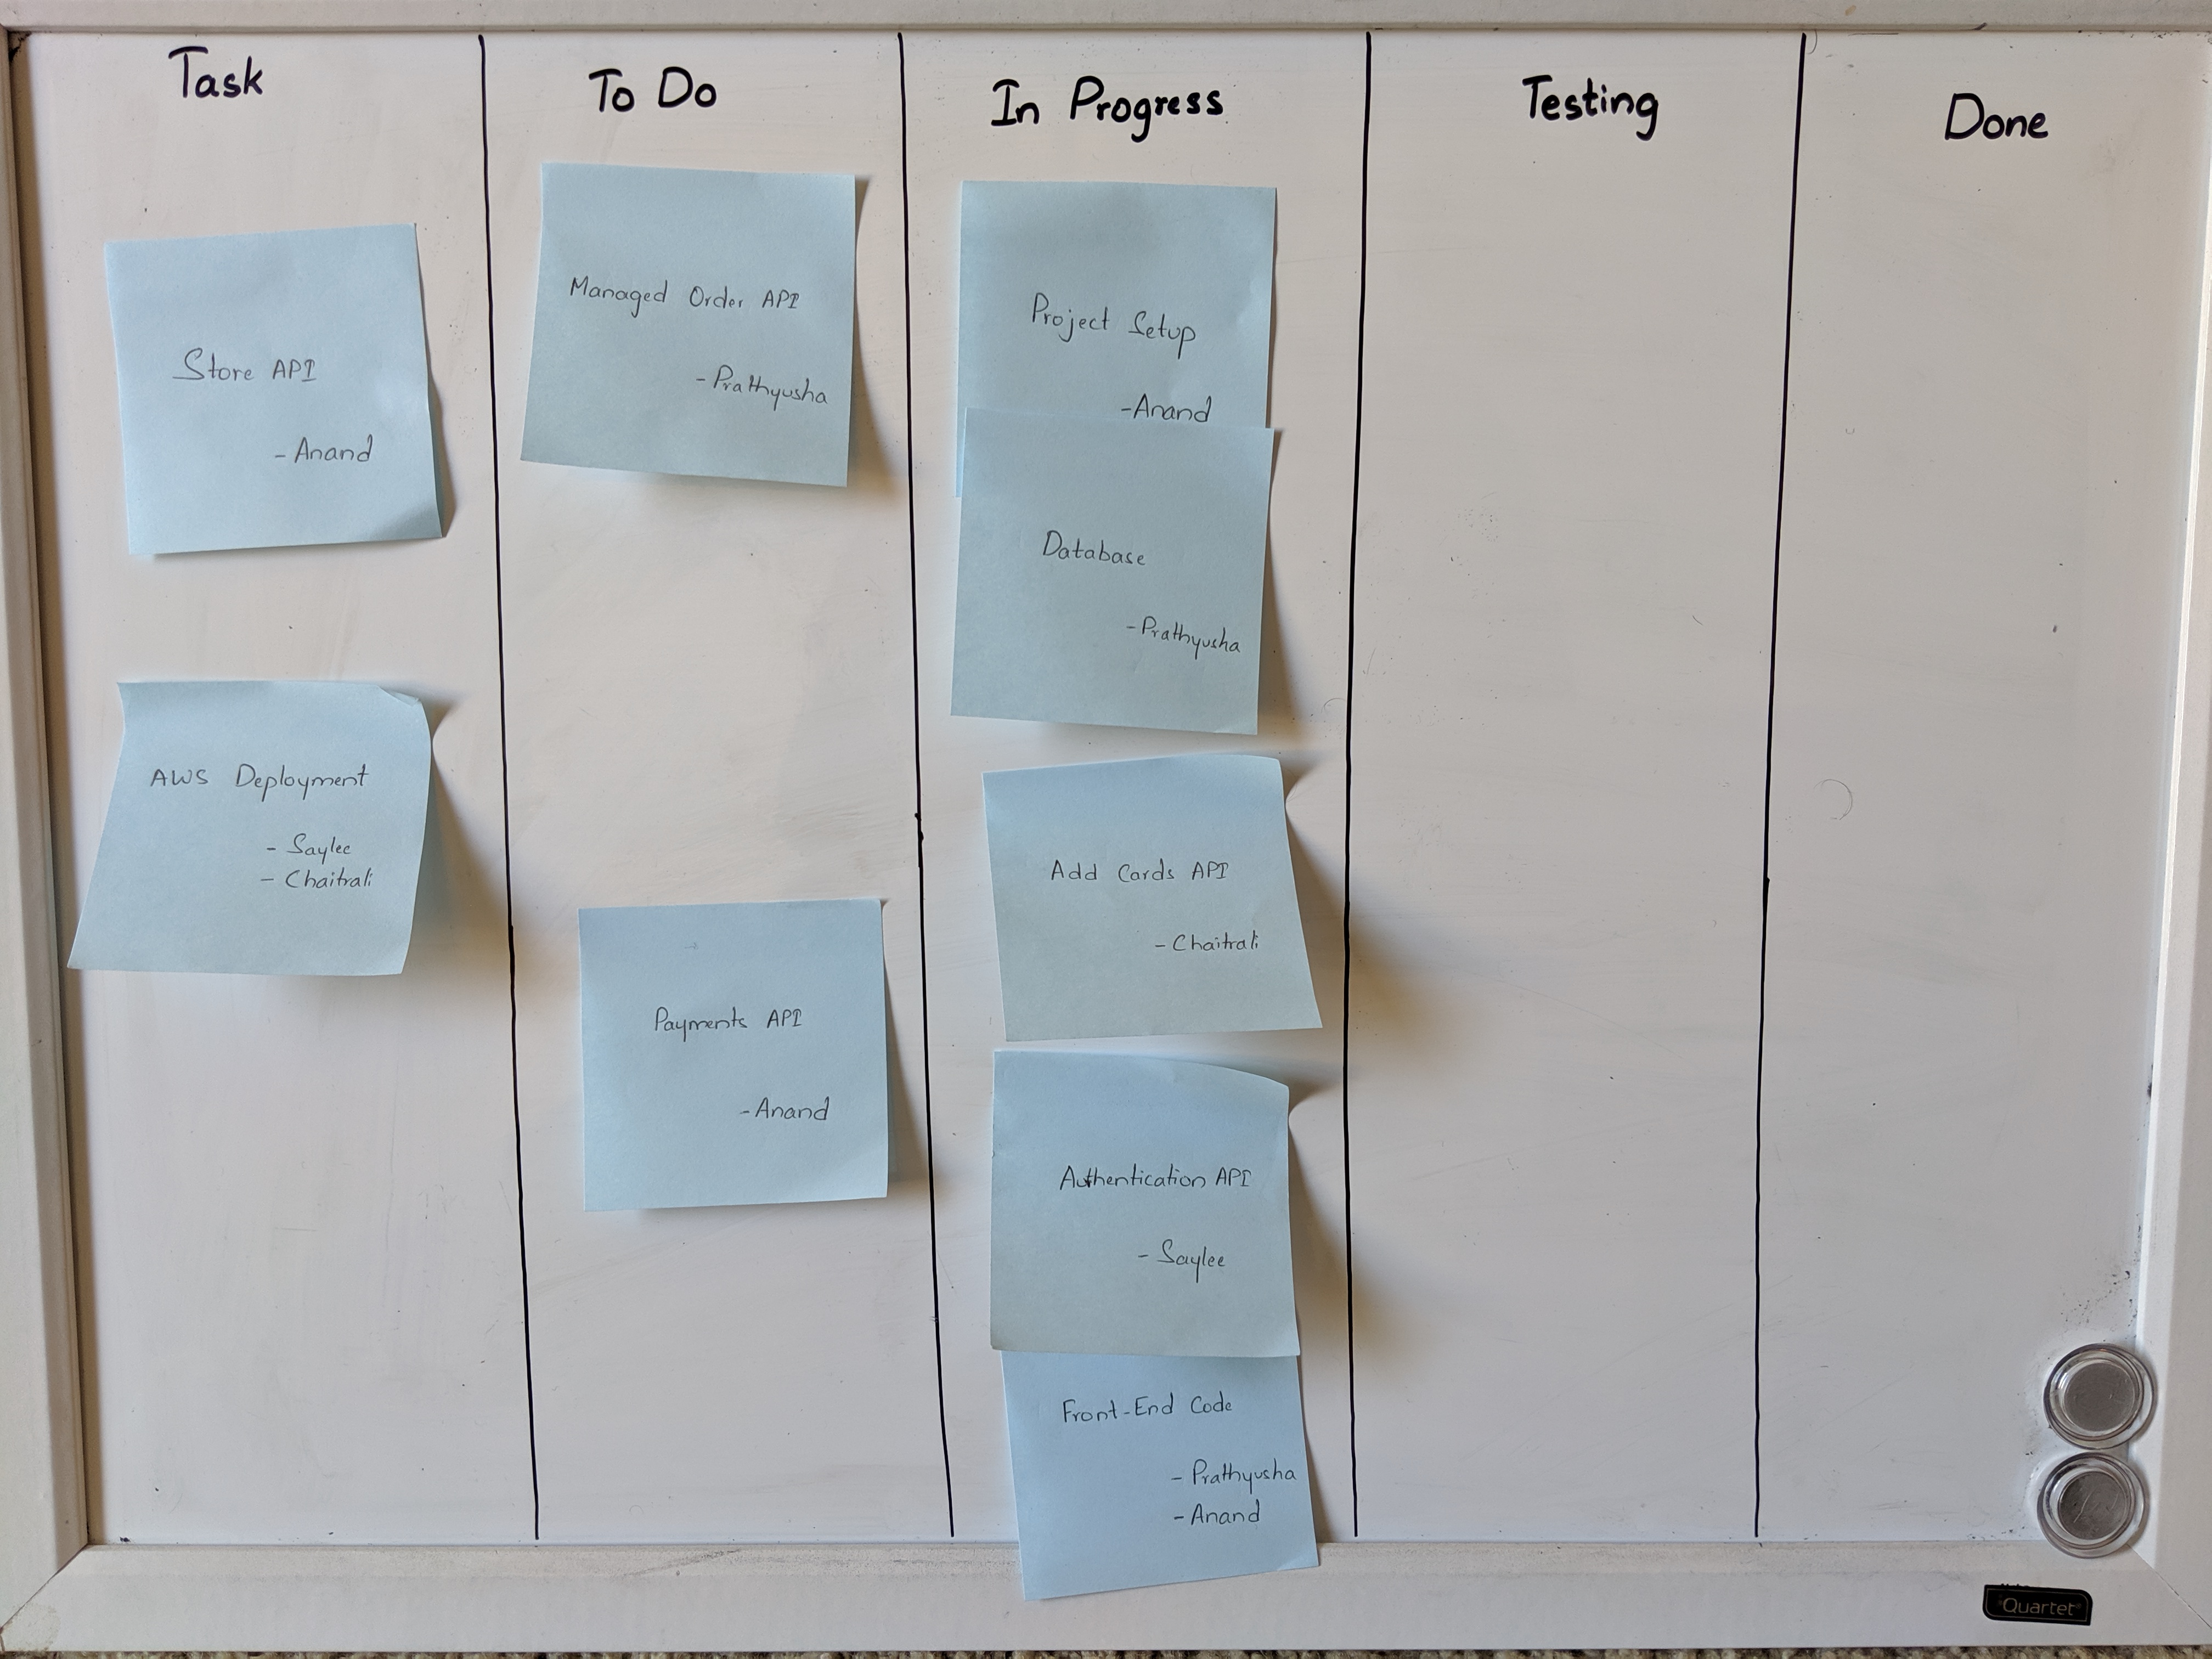 Task
Store API
- Anand
AWS Deployment
- Saylee
- Chaitrali
To Do
Managed Order API
- Prathyusha
Payments API
- Anand
In Progress
Project Setup
- Anand
Database
- Prathyusha
Add Cards API
- Chaitrali
Authentication API
- Saylee
Front-End Code
- Prathyusha
- Anand
Testing
Done
Quartet